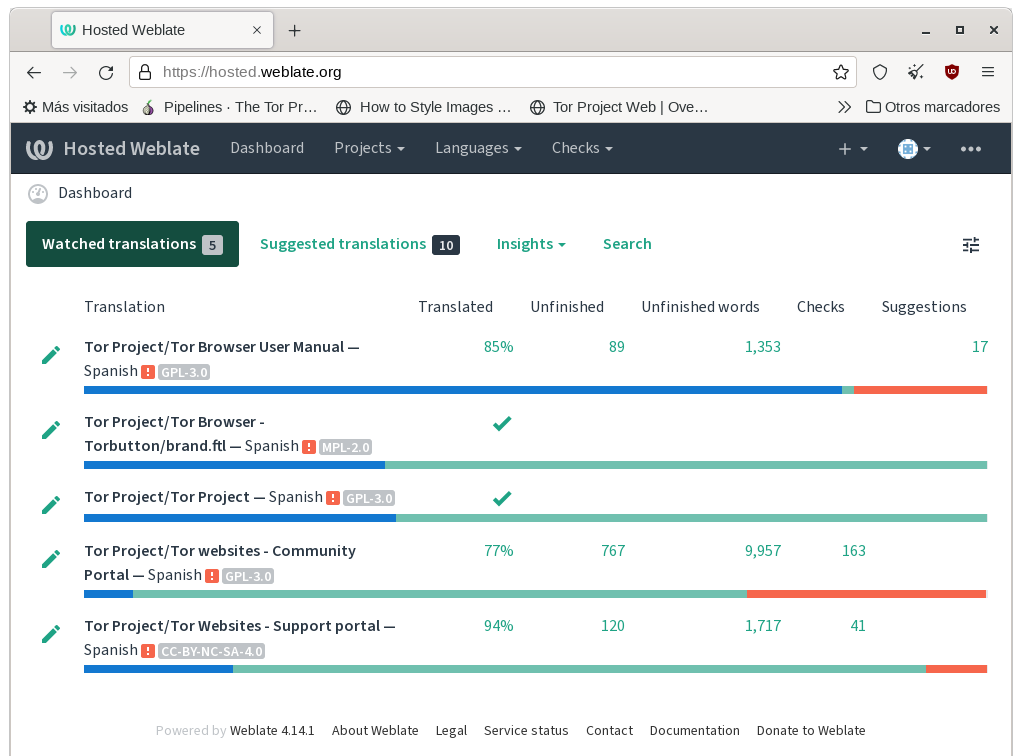 Hosted Weblate
https://hosted.weblate.org
Más visitados Pipelines · The Tor Pr… How to Style Images … Tor Project Web | Ove… Otros marcadores
Hosted Weblate Dashboard Projects Languages Checks
Dashboard
Watched translations 5 Suggested translations 10 Insights Search
Translation Translated Unfinished Unfinished words Checks Suggestions
Tor Project/Tor Browser User Manual — 85% 89 1,353 17
Spanish ! GPL-3.0
Tor Project/Tor Browser -
Torbutton/brand.ftl — Spanish ! MPL-2.0
Tor Project/Tor Project — Spanish ! GPL-3.0
Tor Project/Tor websites - Community 77% 767 9,957 163
Portal — Spanish ! GPL-3.0
Tor Project/Tor Websites - Support portal — 94% 120 1,717 41
Spanish ! CC-BY-NC-SA-4.0
Powered by Weblate 4.14.1 About Weblate Legal Service status Contact Documentation Donate to Weblate